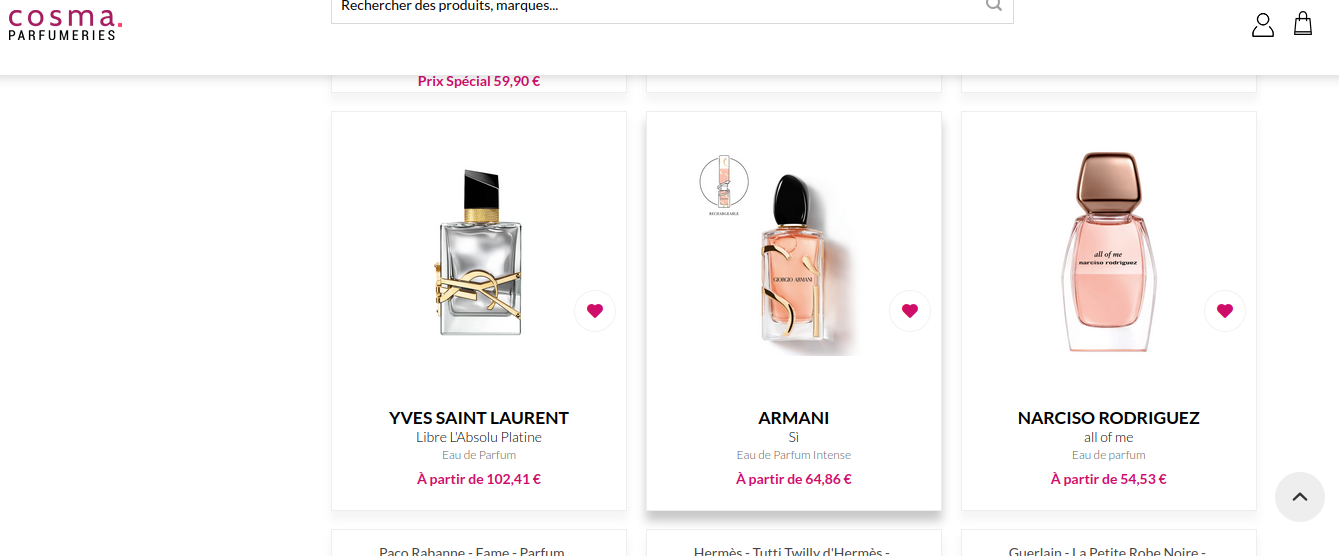 cosma.
PARFUMERIES
Rechercher des produits, marques...
Prix Spécial 59,90 €
RECHARGEABLE
GIORGIO ARMANI
all of me
narciso rodriguez
YVES SAINT LAURENT
Libre L'Absolu Platine
Eau de Parfum
À partir de 102,41 €
ARMANI
Sì
Eau de Parfum Intense
À partir de 64,86 €
NARCISO RODRIGUEZ
all of me
Eau de parfum
À partir de 54,53 €
Paco Rabanne - Fame - Parfum
Hermès - Tutti Twilly d'Hermès -
Guerlain - La Petite Robe Noire -